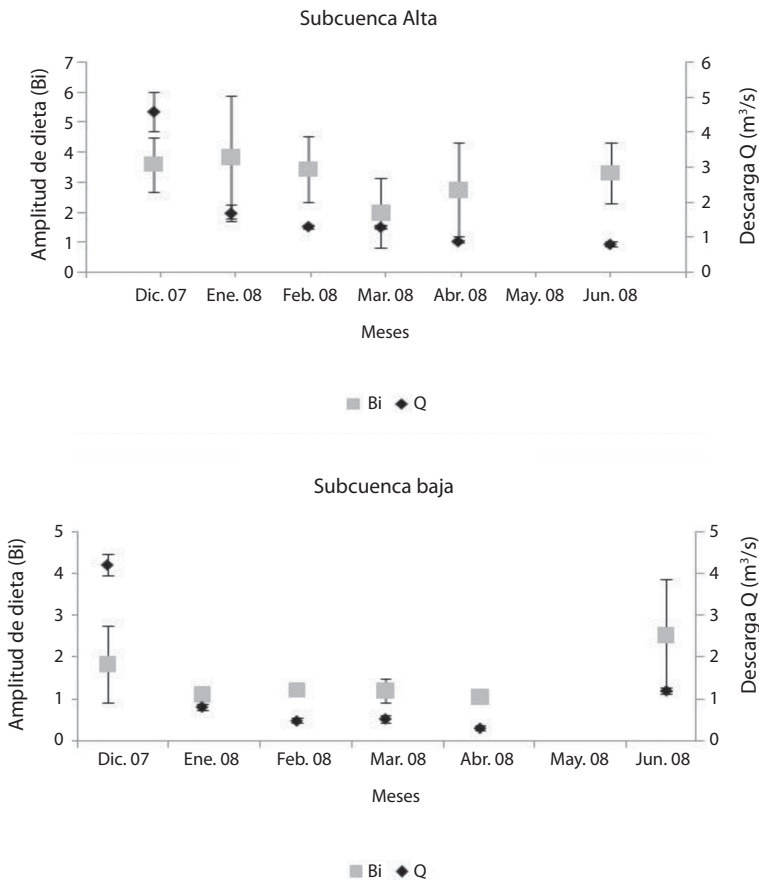 Subcuenca Alta
Amplitud de dieta (Bi)
7
6
5
4
3
2
1
0
6
5
4
3
2
1
0
Descarga Q (m³/s)
Dic. 07 Ene. 08 Feb. 08 Mar. 08 Abr. 08 May. 08 Jun. 08
Meses
Bi Q
Subcuenca baja
Amplitud de dieta (Bi)
5
4
3
2
1
0
5
4
3
2
1
0
Descarga Q (m³/s)
Dic. 07 Ene. 08 Feb. 08 Mar. 08 Abr. 08 May. 08 Jun. 08
Meses
Bi Q